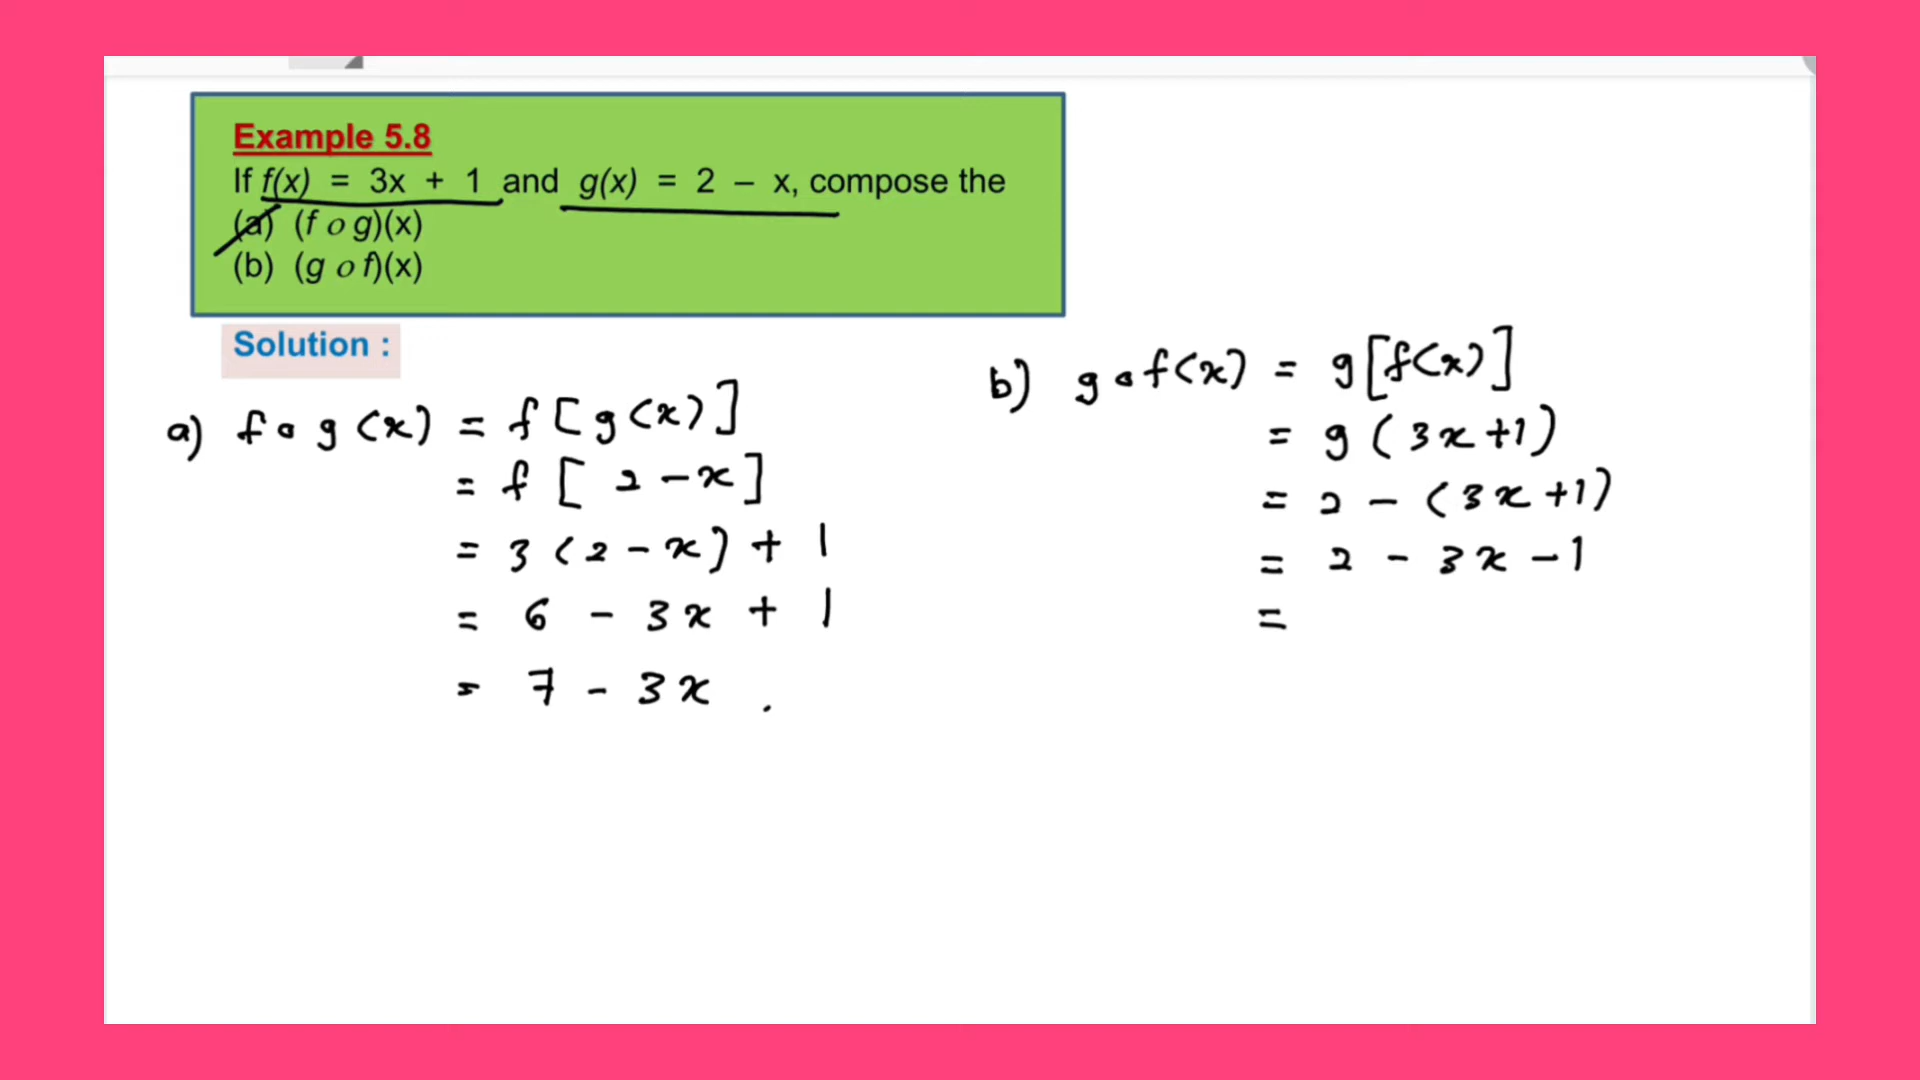 Example 5.8
If f(x) = 3x + 1 and g(x) = 2 – x, compose the
(a) (f o g)(x)
(b) (g o f)(x)
Solution :
a) f o g (x) = f [g(x)]
= f [ 2 - x ]
= 3 (2 - x) + 1
= 6 - 3x + 1
= 7 - 3x .
b) g o f(x) = g[f(x)]
= g (3x+1)
= 2 - (3x+1)
= 2 - 3x - 1
=